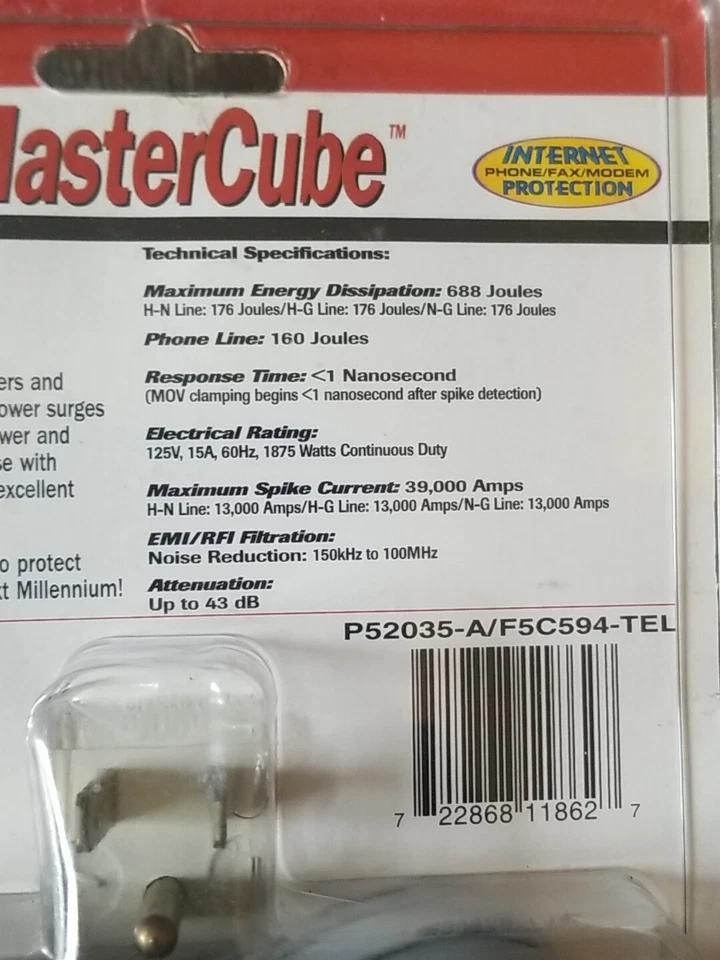 MasterCube™
INTERNET
PHONE/FAX/MODEM
PROTECTION
Technical Specifications:
Maximum Energy Dissipation: 688 Joules
H-N Line: 176 Joules/H-G Line: 176 Joules/N-G Line: 176 Joules
Phone Line: 160 Joules
Response Time: <1 Nanosecond
(MOV clamping begins <1 nanosecond after spike detection)
Electrical Rating:
125V, 15A, 60Hz, 1875 Watts Continuous Duty
Maximum Spike Current: 39,000 Amps
H-N Line: 13,000 Amps/H-G Line: 13,000 Amps/N-G Line: 13,000 Amps
EMI/RFI Filtration:
Noise Reduction: 150kHz to 100MHz
Attenuation:
Up to 43 dB
ers and
ower surges
wer and
se with
excellent
o protect
xt Millennium!
P52035-A/F5C594-TEL
7 22868 11862 7